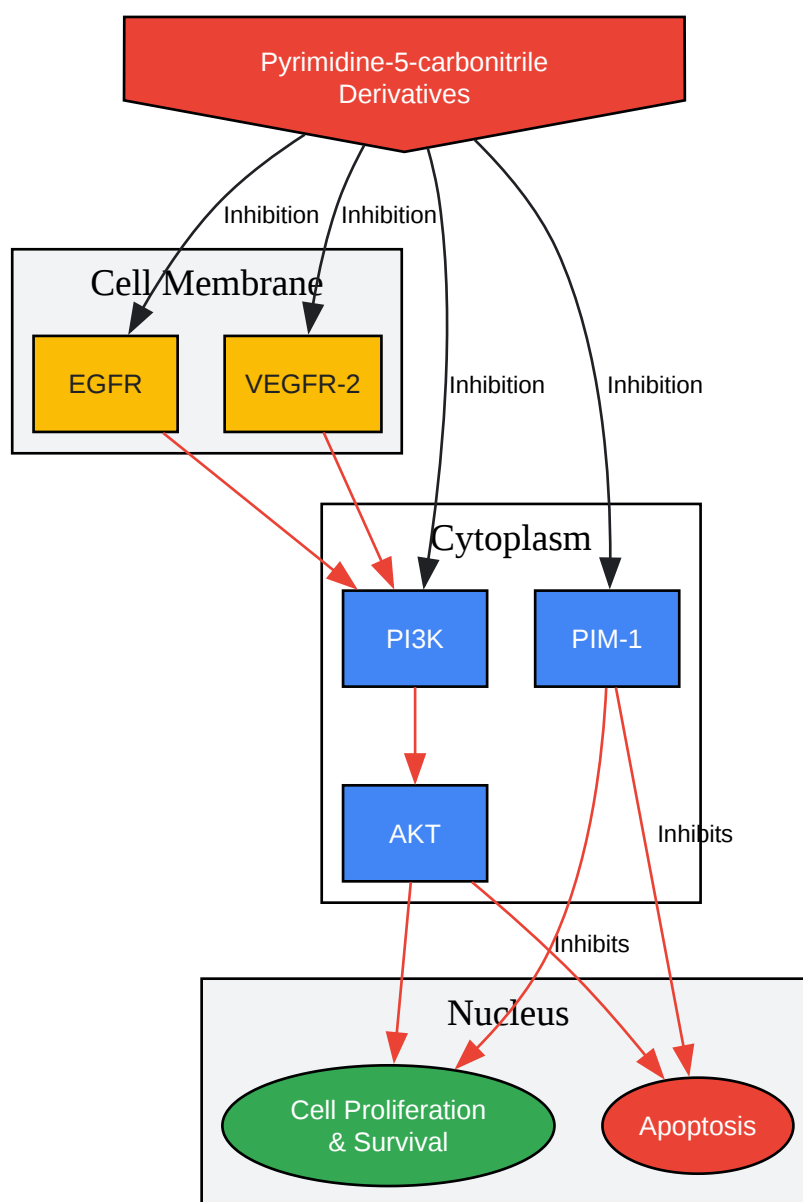 Pyrimidine-5-carbonitrile
Derivatives
Inhibition
Inhibition
Cell Membrane
EGFR
VEGFR-2
Inhibition
Inhibition
Cytoplasm
PI3K
PIM-1
AKT
Inhibits
Inhibits
Nucleus
Cell Proliferation
& Survival
Apoptosis